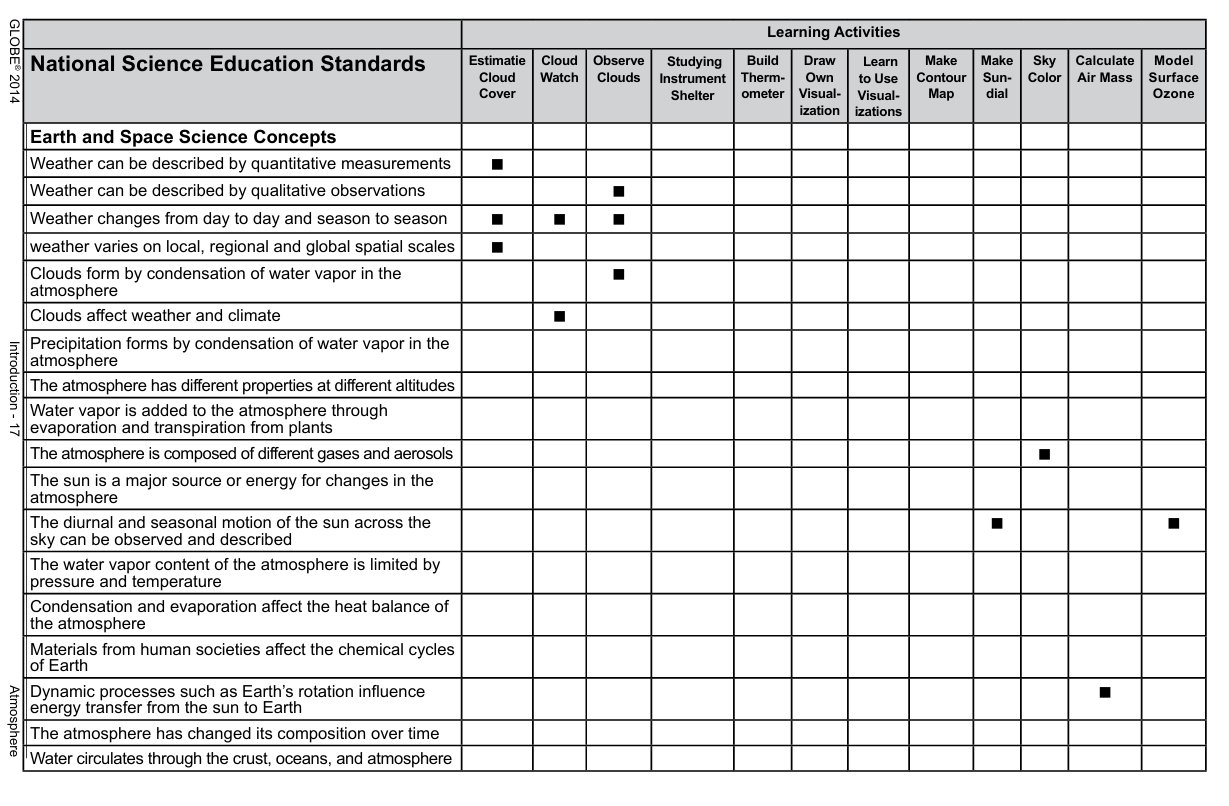 Learning Activities
National Science Education Standards
Estimatie
Cloud
Cover
Cloud
Watch
Observe
Clouds
Studying
Instrument
Shelter
Build
Therm-
ometer
Draw
Own
Visual-
ization
Learn
to Use
Visual-
izations
Make
Contour
Map
Make
Sun-
dial
Sky
Color
Calculate
Air Mass
Model
Surface
Ozone
Earth and Space Science Concepts
Weather can be described by quantitative measurements
Weather can be described by qualitative observations
Weather changes from day to day and season to season
weather varies on local, regional and global spatial scales
Clouds form by condensation of water vapor in the
atmosphere
Clouds affect weather and climate
Precipitation forms by condensation of water vapor in the
atmosphere
The atmosphere has different properties at different altitudes
Water vapor is added to the atmosphere through
evaporation and transpiration from plants
The atmosphere is composed of different gases and aerosols
The sun is a major source or energy for changes in the
atmosphere
The diurnal and seasonal motion of the sun across the
sky can be observed and described
The water vapor content of the atmosphere is limited by
pressure and temperature
Condensation and evaporation affect the heat balance of
the atmosphere
Materials from human societies affect the chemical cycles
of Earth
Dynamic processes such as Earth’s rotation influence
energy transfer from the sun to Earth
The atmosphere has changed its composition over time
Water circulates through the crust, oceans, and atmosphere
GLOBE® 2014
Introduction - 17
Atmosphere